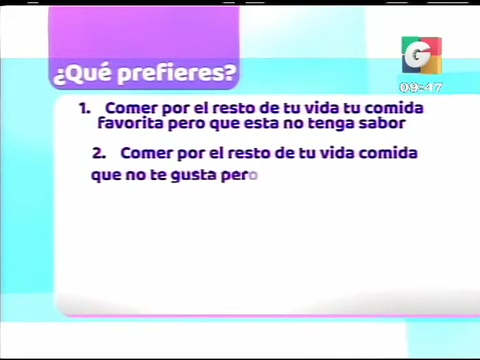 G
09:47
¿Qué prefieres?
1. Comer por el resto de tu vida tu comida
favorita pero que esta no tenga sabor
2. Comer por el resto de tu vida comida
que no te gusta pero